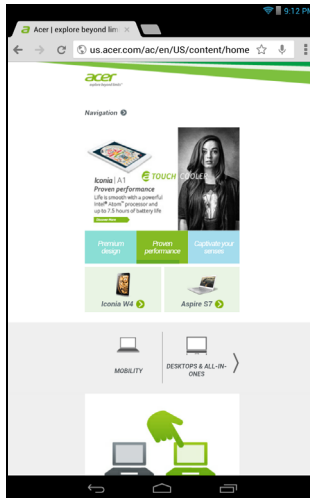 9:12 PM
Acer | explore beyond lim
us.acer.com/ac/en/US/content/home
acer
explore beyond limits
Navigation
TOUCH COOLER
Iconia | A1
Proven performance
Life is smooth with a powerful
Intel® Atom™ processor and
up to 7.5 hours of battery life
Premium
design
Proven
performance
Captivate your
senses
Iconia W4
Aspire S7
MOBILITY
DESKTOPS & ALL-IN-
ONES